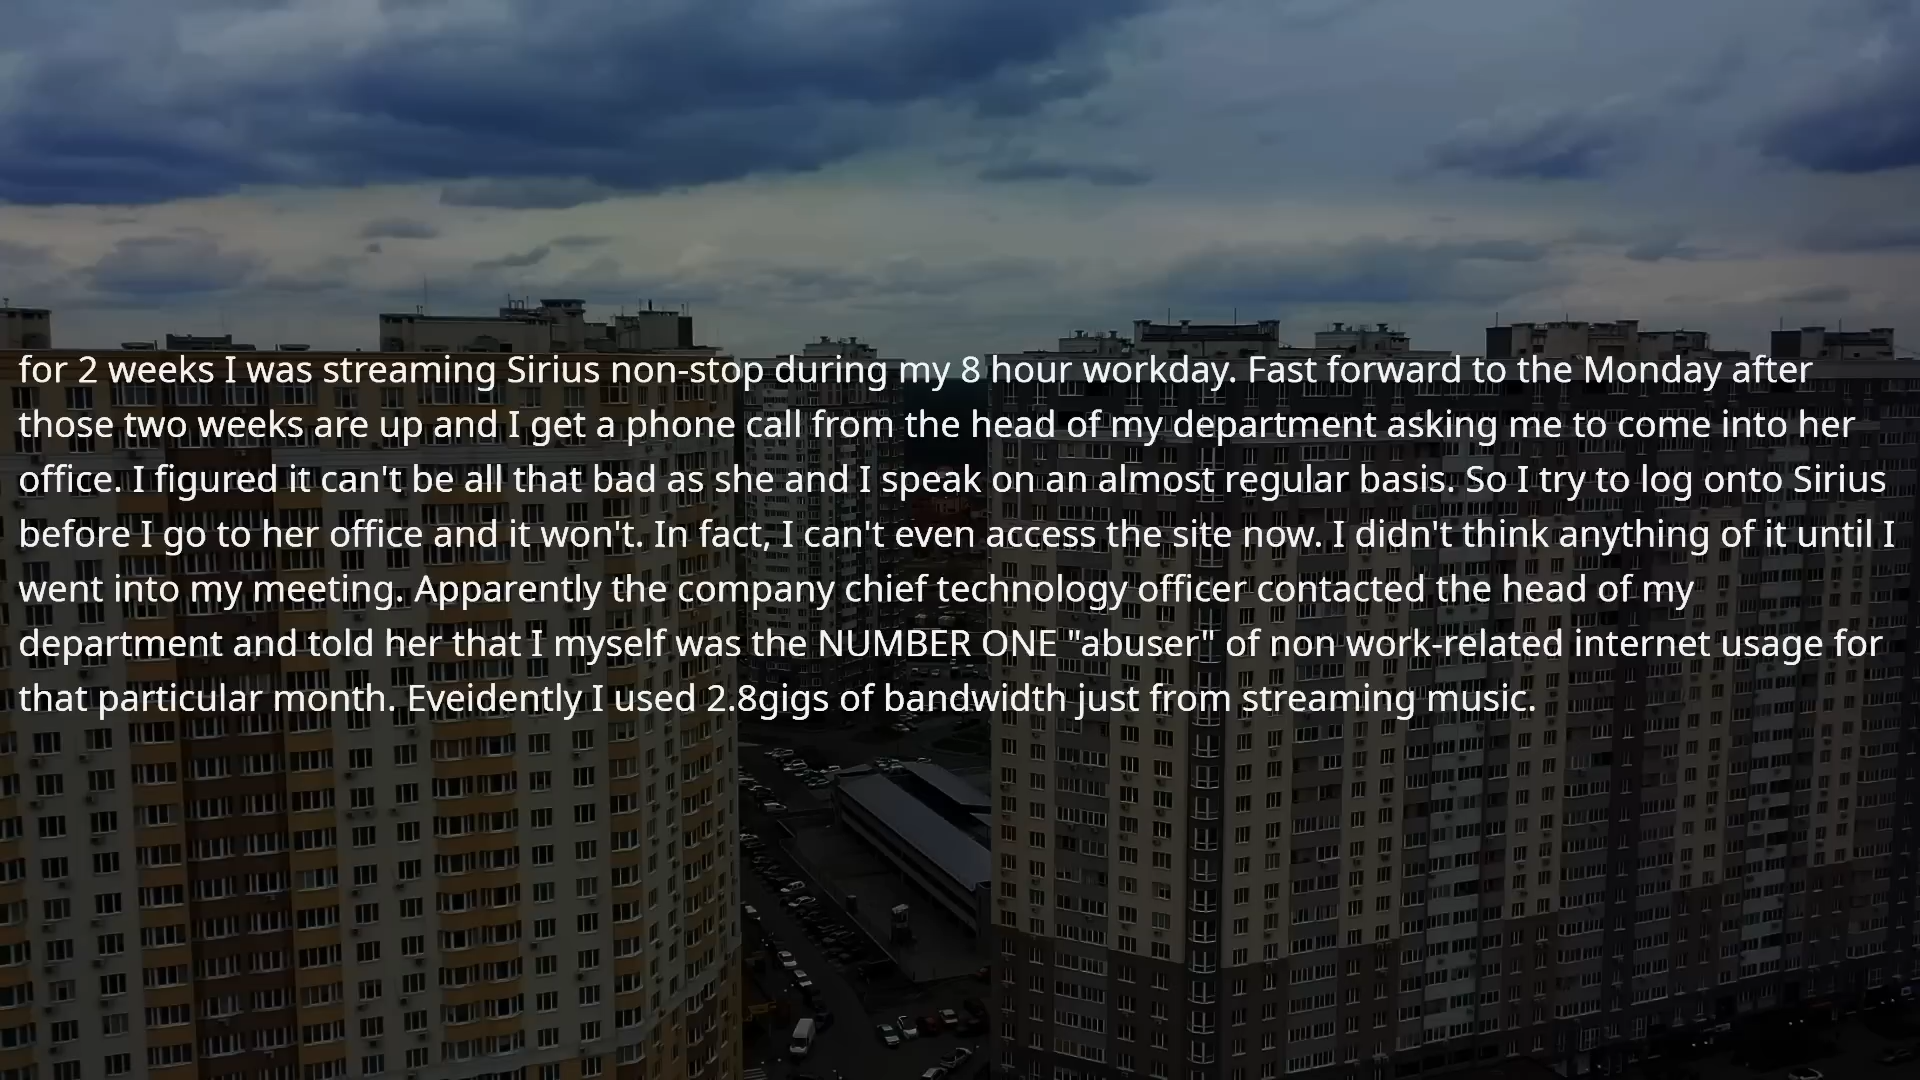 for 2 weeks I was streaming Sirius non-stop during my 8 hour workday. Fast forward to the Monday after
those two weeks are up and I get a phone call from the head of my department asking me to come into her
office. I figured it can't be all that bad as she and I speak on an almost regular basis. So I try to log onto Sirius
before I go to her office and it won't. In fact, I can't even access the site now. I didn't think anything of it until I
went into my meeting. Apparently the company chief technology officer contacted the head of my
department and told her that I myself was the NUMBER ONE "abuser" of non work-related internet usage for
that particular month. Eveidently I used 2.8gigs of bandwidth just from streaming music.